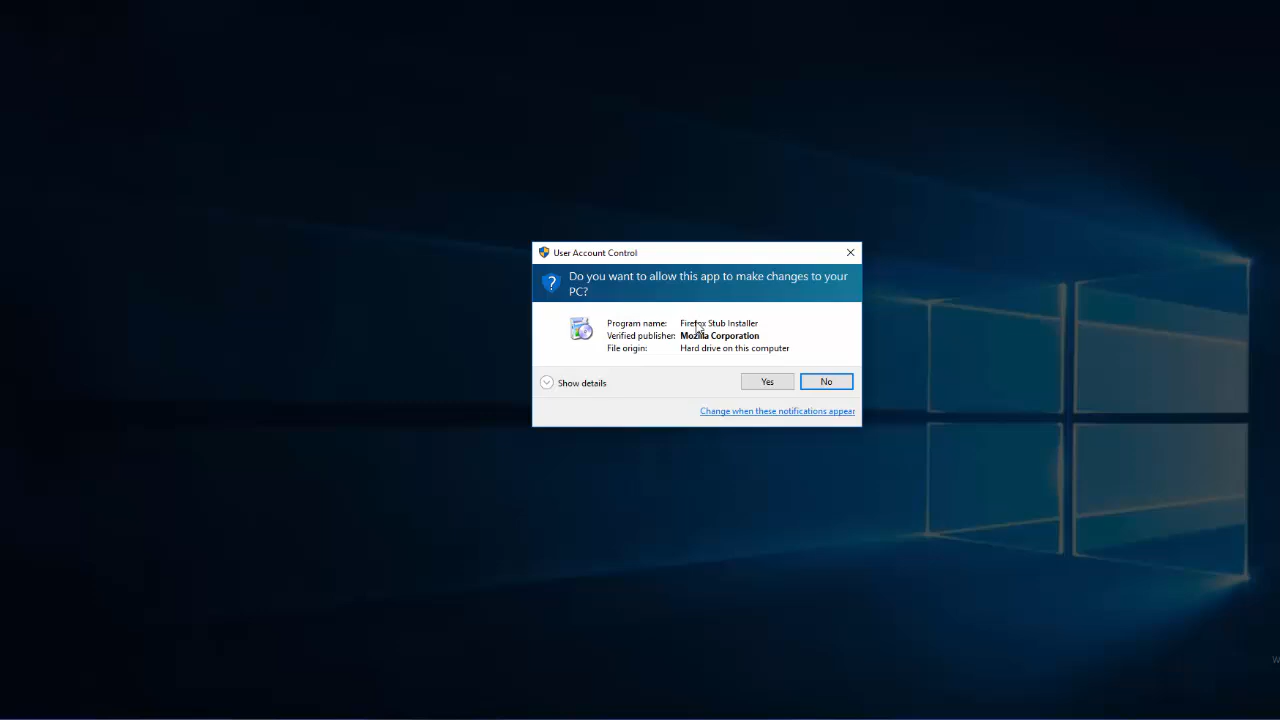 User Account Control
Do you want to allow this app to make changes to your
PC?
Program name: Firefox Stub Installer
Verified publisher: Mozilla Corporation
File origin: Hard drive on this computer
Show details
Yes
No
Change when these notifications appear